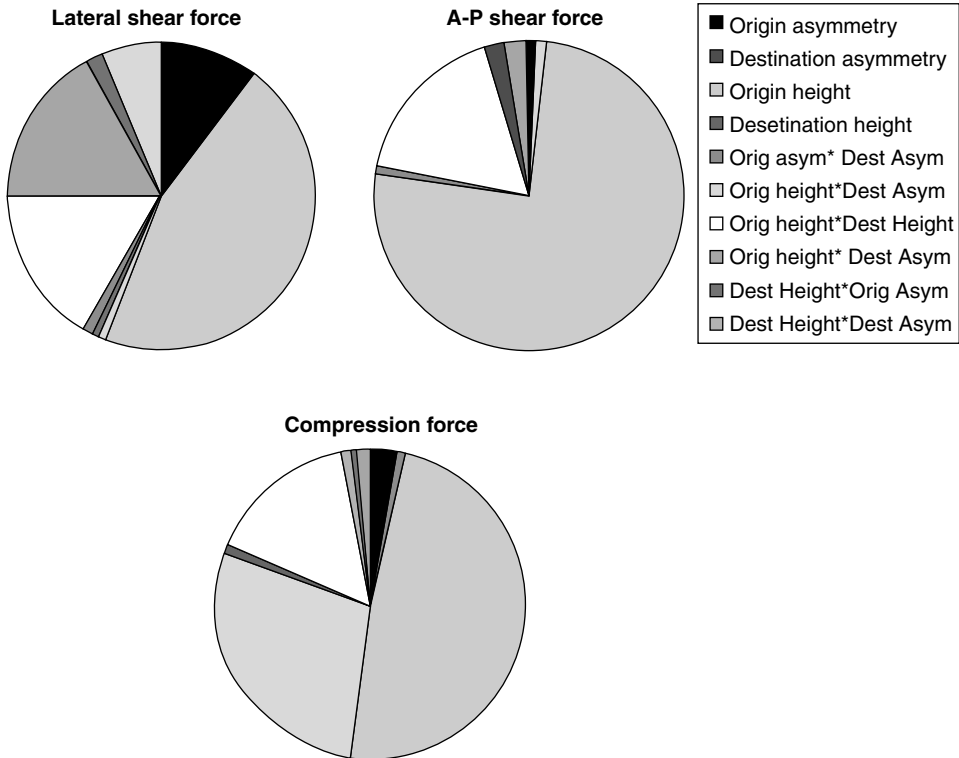 Lateral shear force
A-P shear force
Origin asymmetry
Destination asymmetry
Origin height
Desetination height
Orig asym* Dest Asym
Orig height*Dest Asym
Orig height*Dest Height
Orig height* Dest Asym
Dest Height*Orig Asym
Dest Height*Dest Asym
Compression force